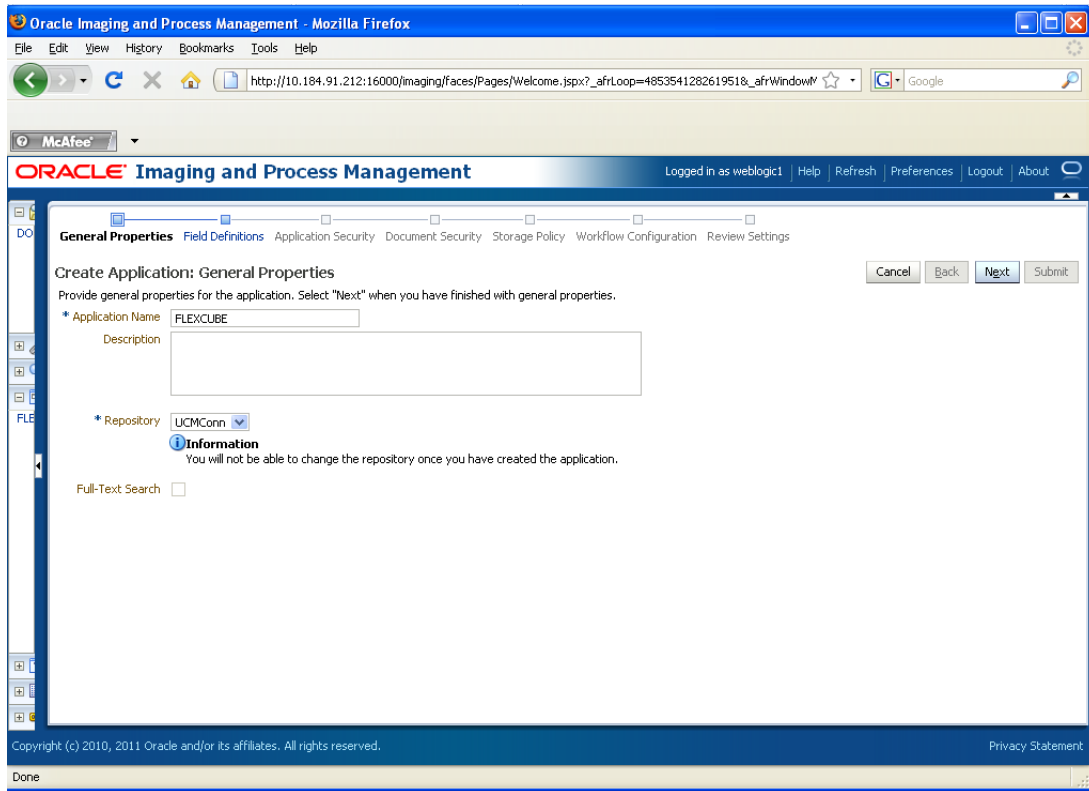 Oracle Imaging and Process Management - Mozilla Firefox
File Edit View History Bookmarks Tools Help
http://10.184.91.212:16000/imaging/faces/Pages/Welcome.jspx?_afrLoop=485354128261951&_afrWindowM
G Google
McAfee
ORACLE Imaging and Process Management Logged in as weblogic1 Help Refresh Preferences Logout About
DO
General Properties Field Definitions Application Security Document Security Storage Policy Workflow Configuration Review Settings
Create Application: General Properties Cancel Back Next Submit
Provide general properties for the application. Select "Next" when you have finished with general properties.
* Application Name FLEXCUBE
Description
FLE
* Repository UCMConn
Information
You will not be able to change the repository once you have created the application.
Full-Text Search
Copyright (c) 2010, 2011 Oracle and/or its affiliates. All rights reserved. Privacy Statement
Done